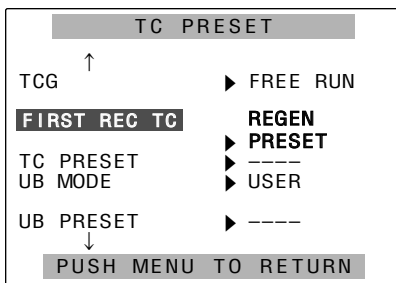 TC PRESET
↑
TCG ▶ FREE RUN
FIRST REC TC REGEN
▶ PRESET
TC PRESET ▶ ----
UB MODE ▶ USER
UB PRESET ▶ ----
↓
PUSH MENU TO RETURN